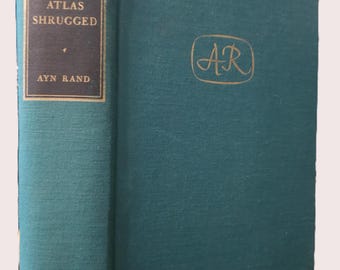 ATLAS
SHRUGGED
AYN RAND
AR